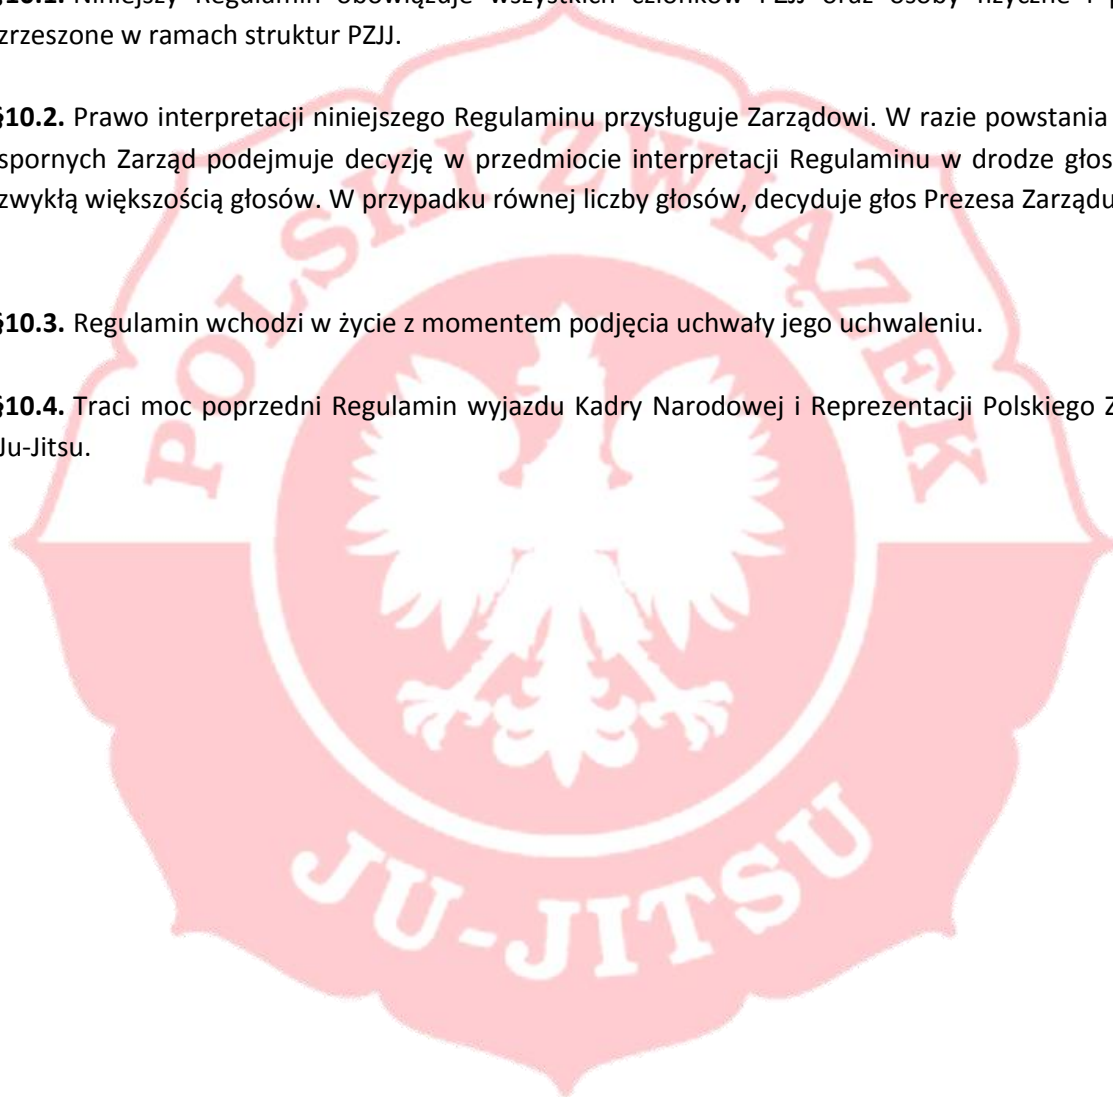 §10.1. Niniejszy Regulamin obowiązuje wszystkich członków PZJJ oraz osoby fizyczne i
zrzeszone w ramach struktur PZJJ.
§10.2. Prawo interpretacji niniejszego Regulaminu przysługuje Zarządowi. W razie powstania
spornych Zarząd podejmuje decyzję w przedmiocie interpretacji Regulaminu w drodze
zwykłą większością głosów. W przypadku równej liczby głosów, decyduje głos Prezesa Zarządu
§10.3. Regulamin wchodzi w życie z momentem podjęcia uchwały jego uchwaleniu.
§10.4. Traci moc poprzedni Regulamin wyjazdu Kadry Narodowej i Reprezentacji Polskiego
Ju-Jitsu.
POLSKI ZWIĄZEK
JU-JITSU